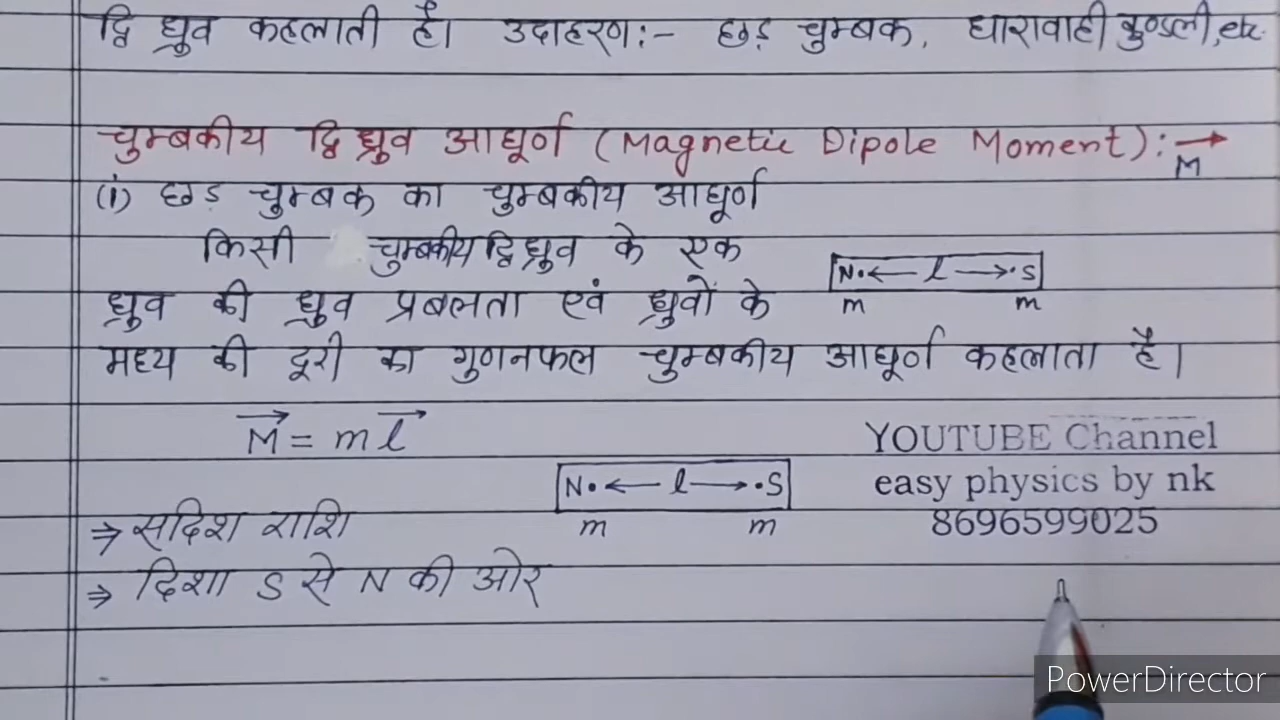 द्वि ध्रुव कहलाती है। उदाहरण:- छड़ चुम्बक, धारावाही कुण्डली, etc.
चुम्बकीय द्वि ध्रुव आघूर्ण (Magnetic Dipole Moment): M
(i) छड़ चुम्बक का चुम्बकीय आघूर्ण
किसी चुम्बकीय द्वि ध्रुव के एक
N ← l → S
ध्रुव की ध्रुव प्रबलता एवं ध्रुवों के
m m
मध्य की दूरी का गुणनफल चुम्बकीय आघूर्ण कहलाता है।
M = m l
YOUTUBE Channel
easy physics by nk
8696599025
N ← l → S
m m
⇒ सदिश राशि
⇒ दिशा S से N की ओर
PowerDirector